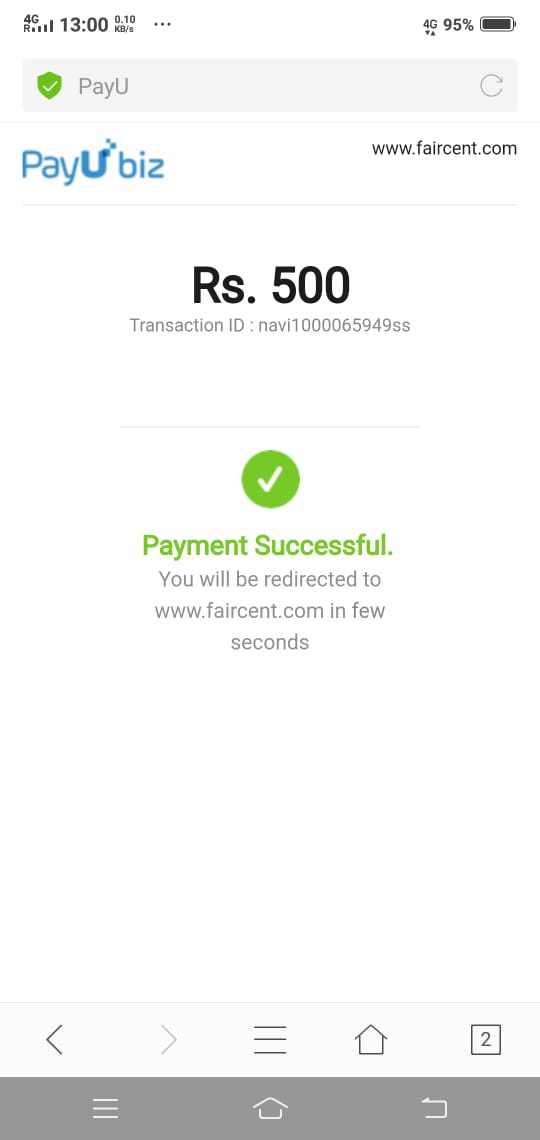 4G R 13:00 0.10 KB/s ... 4G 95%
PayU
PayU biz www.faircent.com
Rs. 500
Transaction ID : navi1000065949ss
Payment Successful.
You will be redirected to
www.faircent.com in few
seconds
2